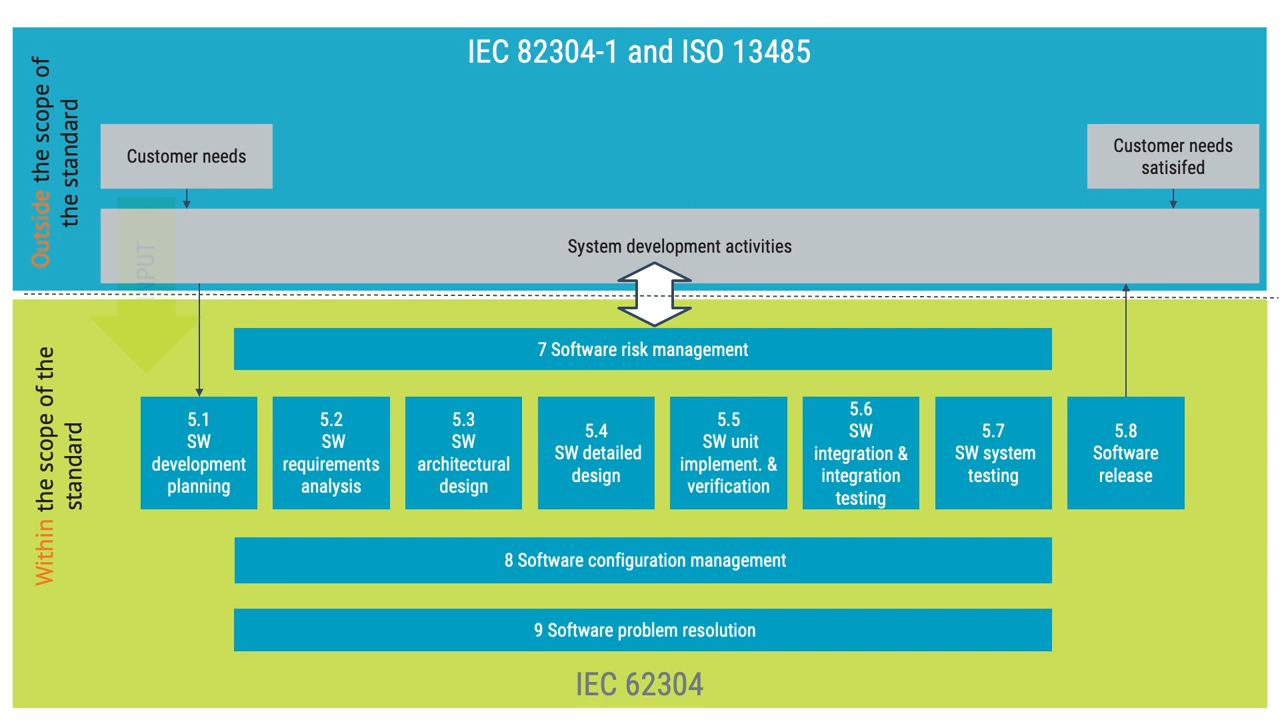 IEC 82304-1 and ISO 13485
Outside the scope of
the standard
Customer needs
Customer needs
satisifed
System development activities
INPUT
7 Software risk management
5.1
SW
development
planning
5.2
SW
requirements
analysis
5.3
SW
architectural
design
5.4
SW detailed
design
5.5
SW unit
implement. &
verification
5.6
SW
integration &
integration
testing
5.7
SW system
testing
5.8
Software
release
Within the scope of the
standard
8 Software configuration management
9 Software problem resolution
IEC 62304